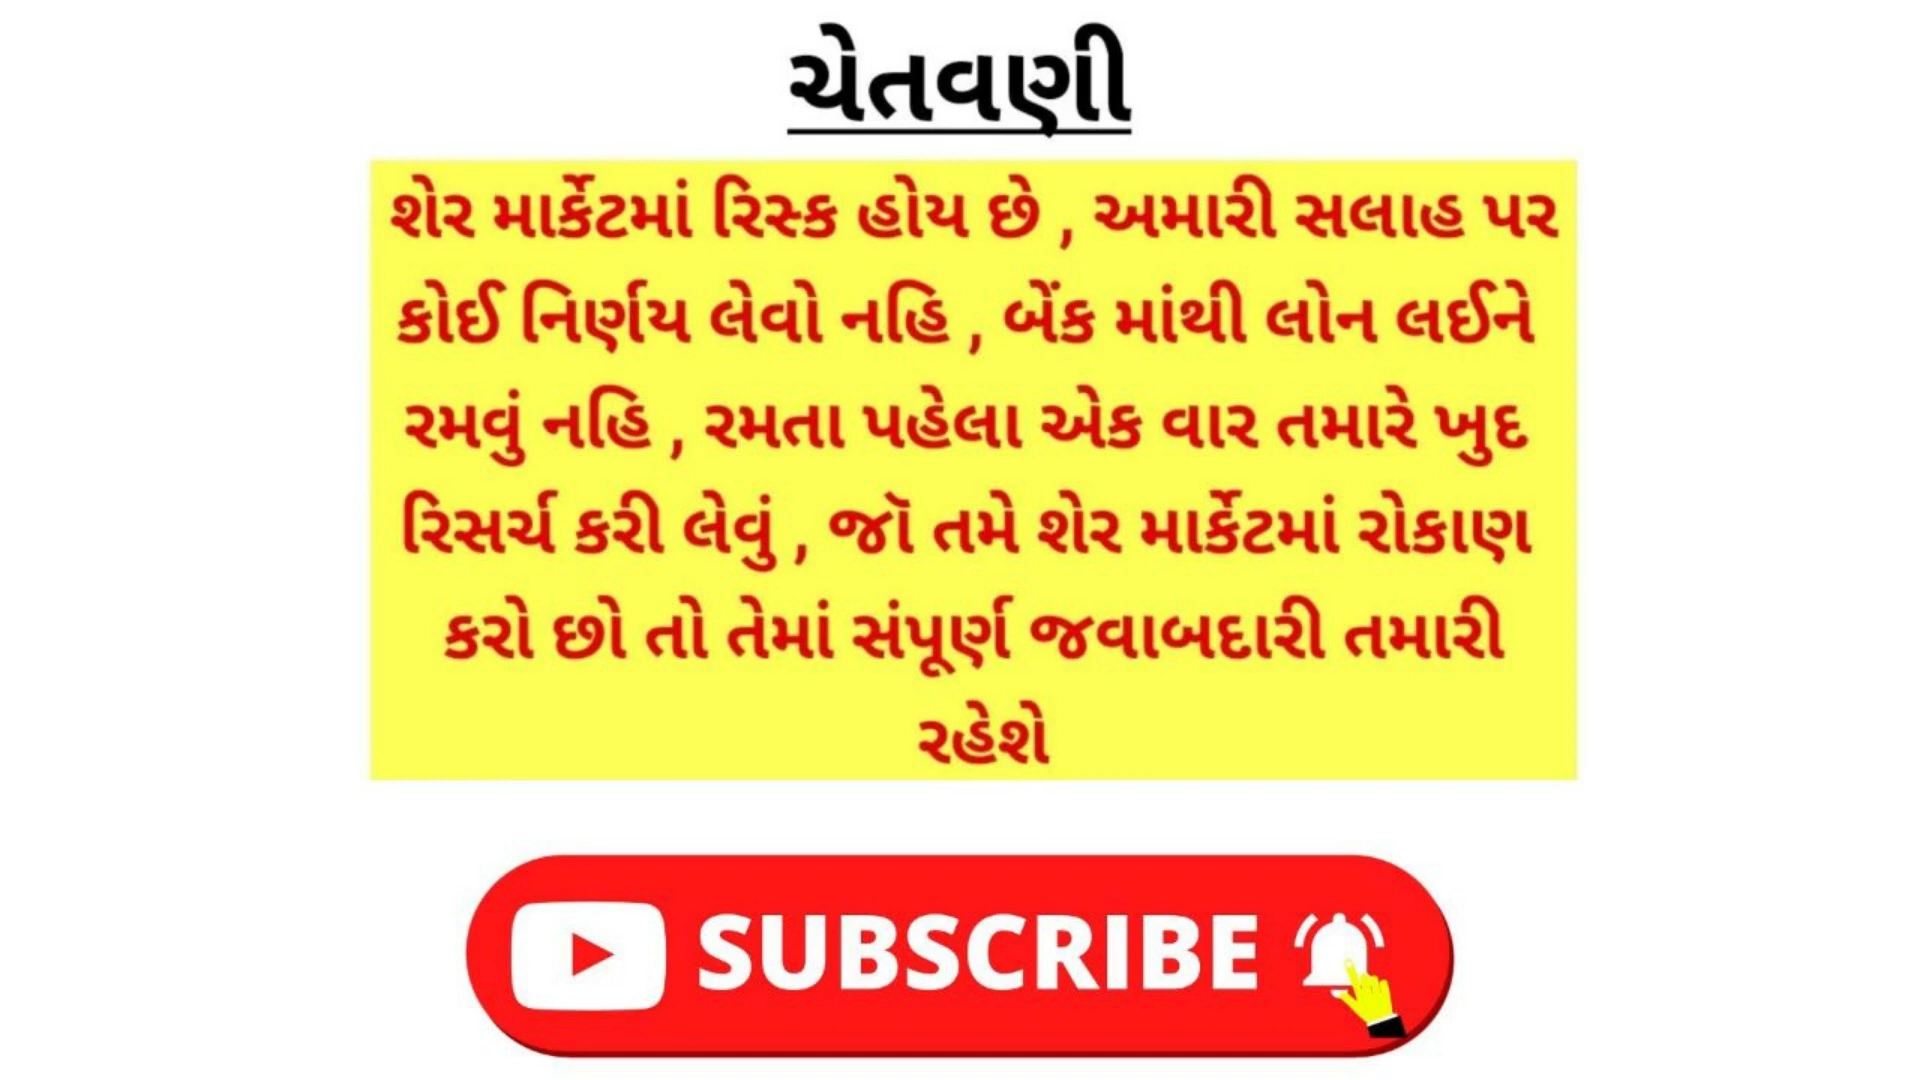 ચેતવણી
શેર માર્કેટમાં રિસ્ક હોય છે , અમારી સલાહ પર
કોઈ નિર્ણય લેવો નહિ , બેંક માંથી લોન લઈને
રમવું નહિ , રમતા પહેલા એક વાર તમારે ખુદ
રિસર્ચ કરી લેવું , જૉ તમે શેર માર્કેટમાં રોકાણ
કરો છો તો તેમાં સંપૂર્ણ જવાબદારી તમારી
રહેશે
SUBSCRIBE